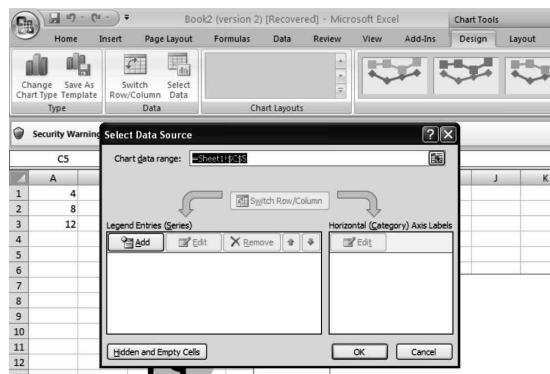 Book2 (version 2) [Recovered] - Microsoft Excel
Chart Tools
Home Insert Page Layout Formulas Data Review View Add-Ins Design Layout
Change Chart Type
Save As Template
Switch Row/Column
Select Data
Type Data Chart Layouts
Security Warning
Select Data Source
C5
Chart data range: =Sheet1!$C$5
A J K
Switch Row/Column
1 4
2 8
3 12
Legend Entries (Series) Horizontal (Category) Axis Labels
4
Add Edit Remove Edit
5
6
7
8
9
10
11
Hidden and Empty Cells OK Cancel
12